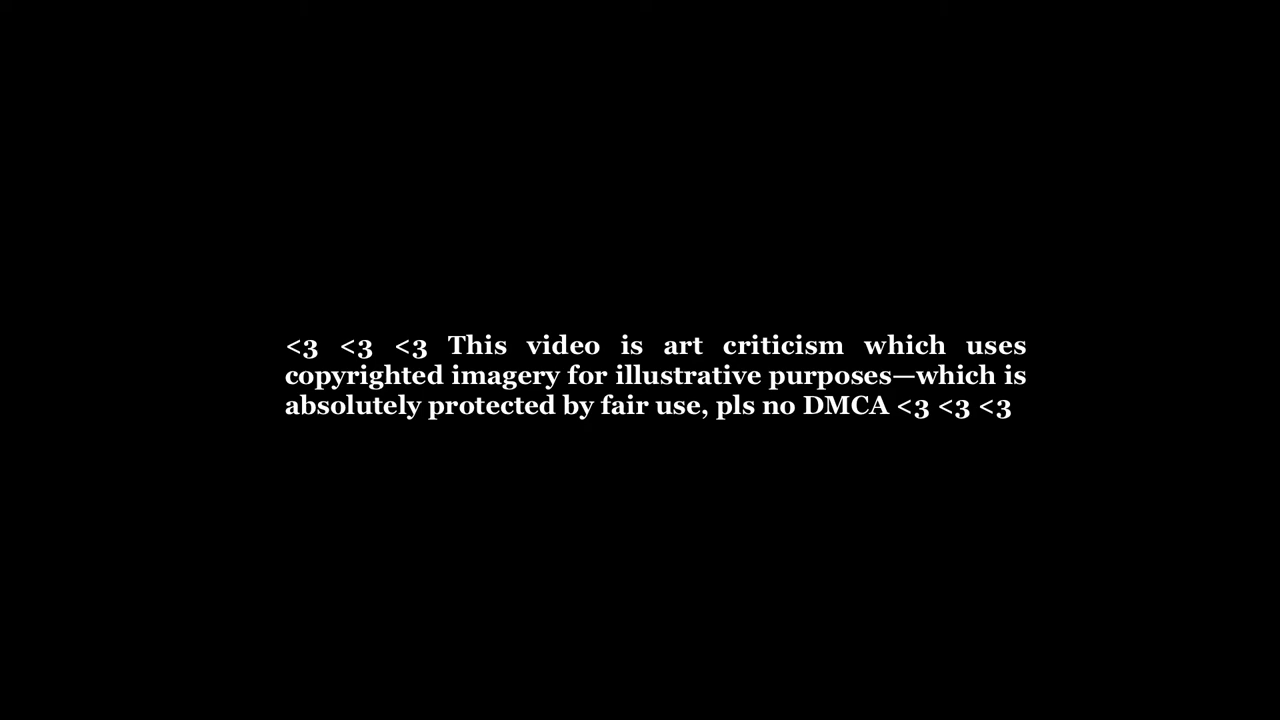 <3 <3 <3 This video is art criticism which uses
copyrighted imagery for illustrative purposes—which is
absolutely protected by fair use, pls no DMCA <3 <3 <3